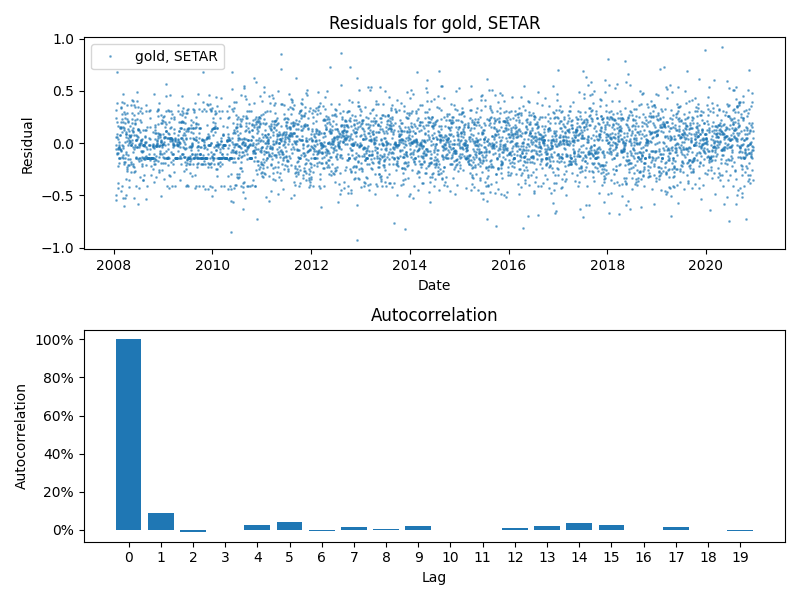 Residuals for gold, SETAR
gold, SETAR
1.0
0.5
0.0
−0.5
−1.0
Residual
2008 2010 2012 2014 2016 2018 2020
Date
Autocorrelation
100%
80%
60%
40%
20%
0%
Autocorrelation
0 1 2 3 4 5 6 7 8 9 10 11 12 13 14 15 16 17 18 19
Lag